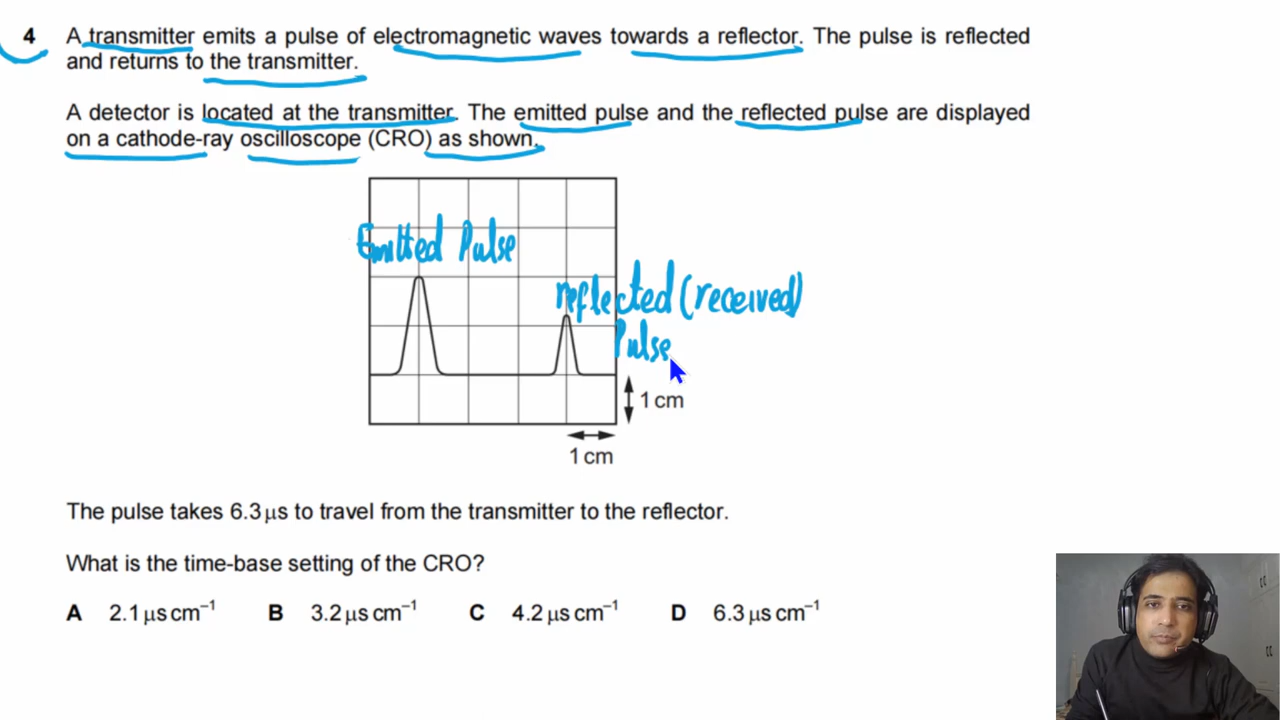 4 A transmitter emits a pulse of electromagnetic waves towards a reflector. The pulse is reflected
and returns to the transmitter.
A detector is located at the transmitter. The emitted pulse and the reflected pulse are displayed
on a cathode-ray oscilloscope (CRO) as shown.
Emitted Pulse
reflected (received)
Pulse
1 cm
1 cm
The pulse takes 6.3 μs to travel from the transmitter to the reflector.
What is the time-base setting of the CRO?
A 2.1 μs cm⁻¹ B 3.2 μs cm⁻¹ C 4.2 μs cm⁻¹ D 6.3 μs cm⁻¹